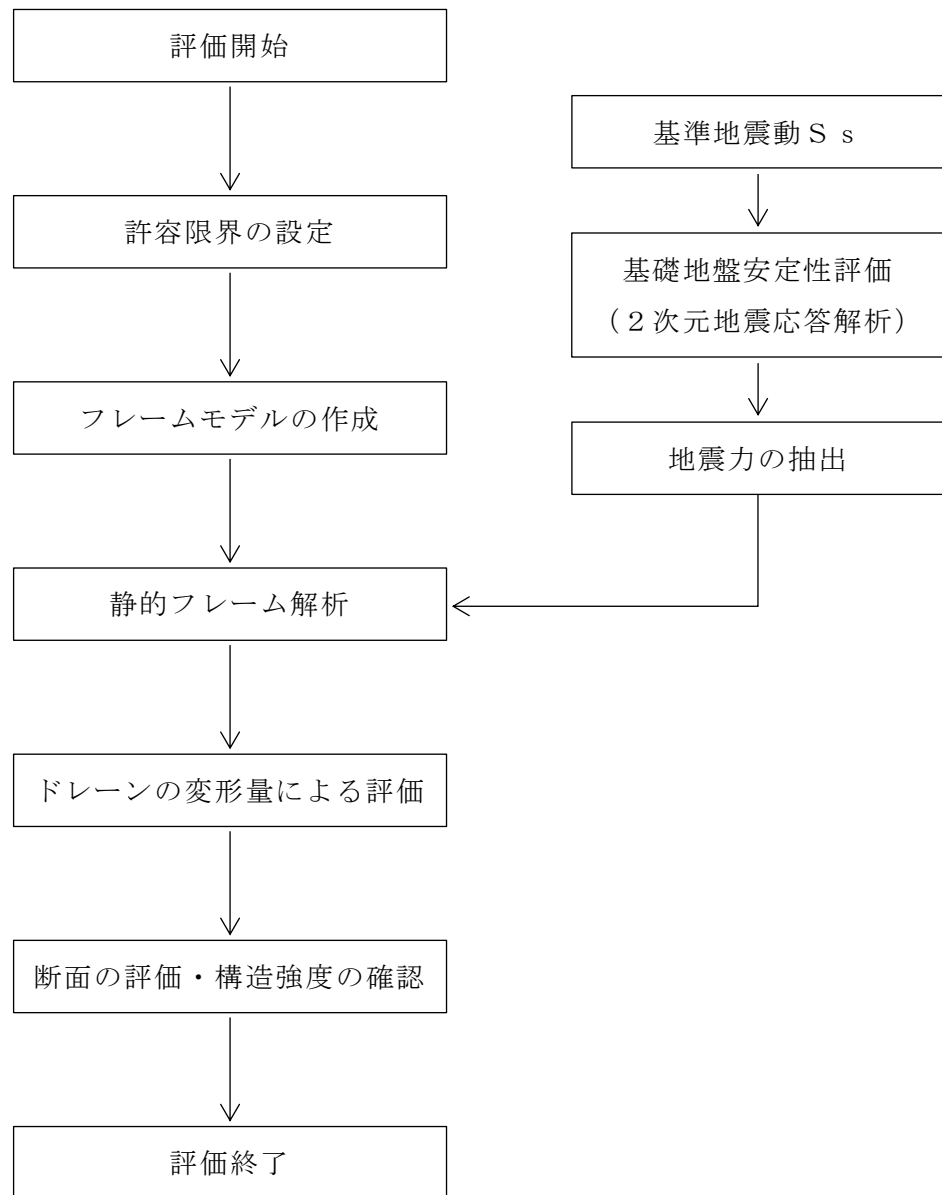 評価開始
基準地震動Ｓｓ
許容限界の設定
基礎地盤安定性評価
（２次元地震応答解析）
フレームモデルの作成
地震力の抽出
静的フレーム解析
ドレーンの変形量による評価
断面の評価・構造強度の確認
評価終了